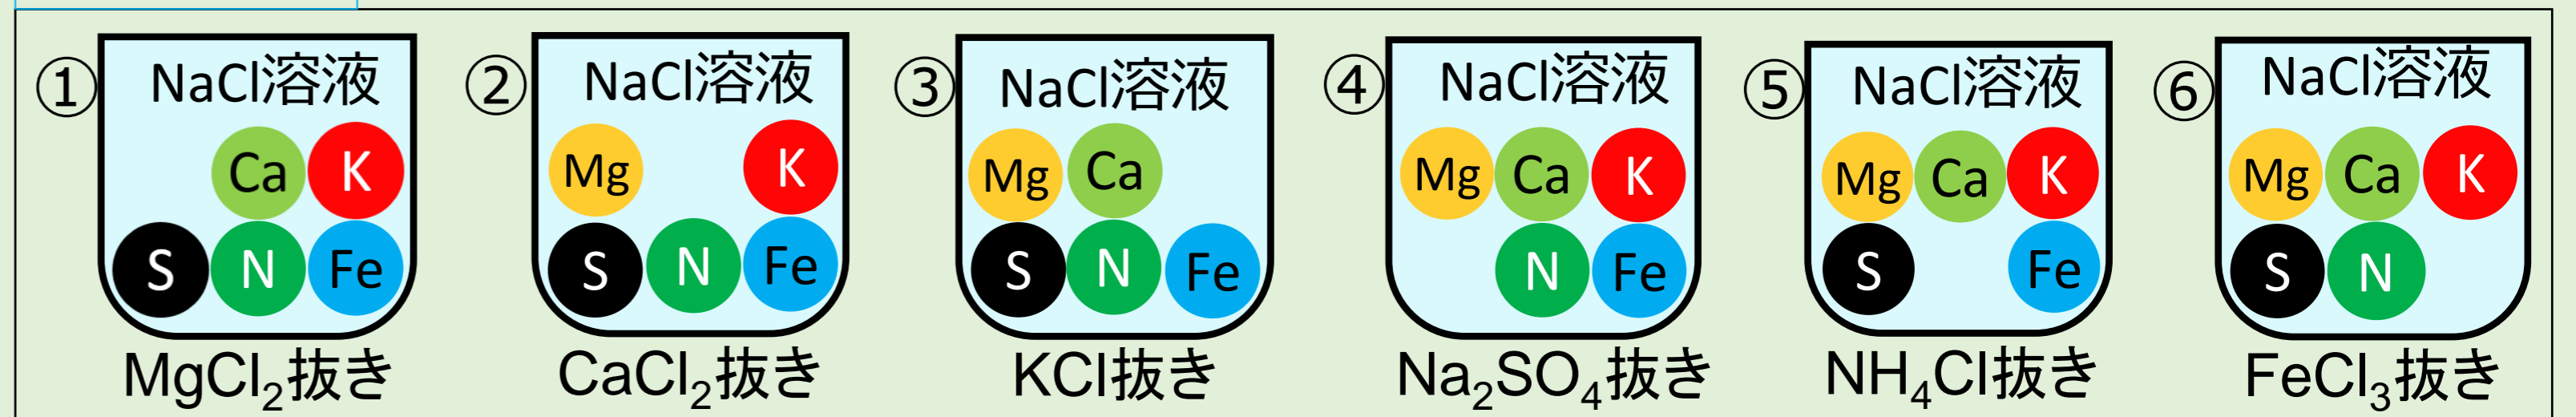 ① NaCl溶液
Ca K
S N Fe
MgCl₂抜き
② NaCl溶液
Mg K
S N Fe
CaCl₂抜き
③ NaCl溶液
Mg Ca
S N Fe
KCl抜き
④ NaCl溶液
Mg Ca K
N Fe
Na₂SO₄抜き
⑤ NaCl溶液
Mg Ca K
S Fe
NH₄Cl抜き
⑥ NaCl溶液
Mg Ca K
S N
FeCl₃抜き